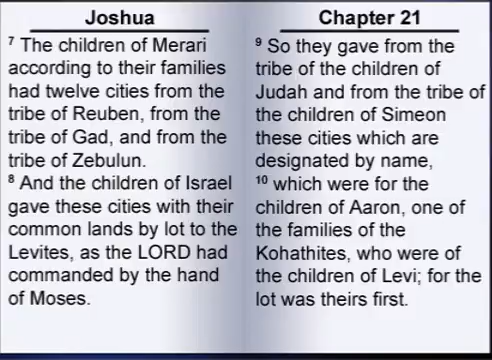 Joshua
⁷ The children of Merari
according to their families
had twelve cities from the
tribe of Reuben, from the
tribe of Gad, and from the
tribe of Zebulun.
⁸ And the children of Israel
gave these cities with their
common lands by lot to the
Levites, as the LORD had
commanded by the hand
of Moses.
Chapter 21
⁹ So they gave from the
tribe of the children of
Judah and from the tribe of
the children of Simeon
these cities which are
designated by name,
¹⁰ which were for the
children of Aaron, one of
the families of the
Kohathites, who were of
the children of Levi; for the
lot was theirs first.